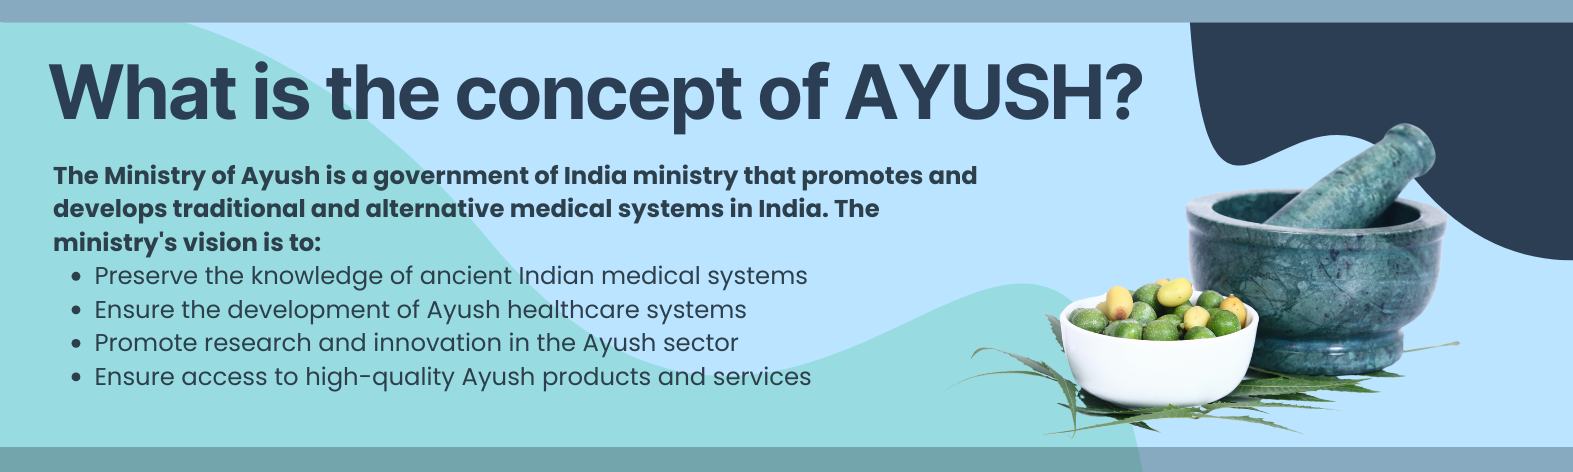 What is the concept of AYUSH?
The Ministry of Ayush is a government of India ministry that promotes and
develops traditional and alternative medical systems in India. The
ministry's vision is to:
• Preserve the knowledge of ancient Indian medical systems
• Ensure the development of Ayush healthcare systems
• Promote research and innovation in the Ayush sector
• Ensure access to high-quality Ayush products and services